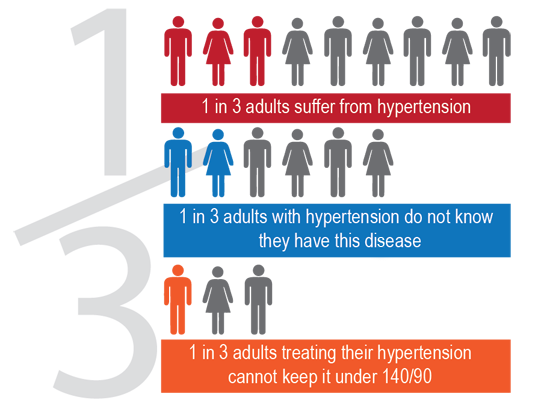 1
3
1 in 3 adults suffer from hypertension
1 in 3 adults with hypertension do not know
they have this disease
1 in 3 adults treating their hypertension
cannot keep it under 140/90